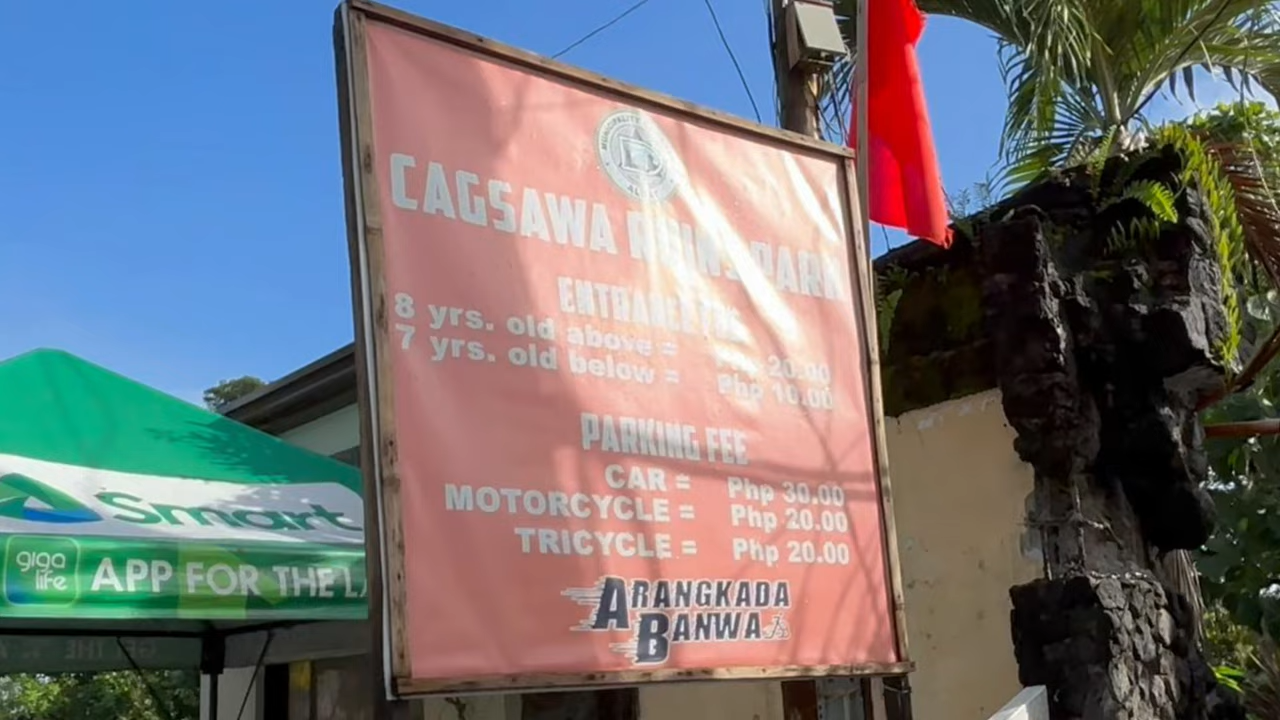 CAGSAWA RUINS PARK
ENTRANCE FEE
8 yrs. old above = Php 20.00
7 yrs. old below = Php 10.00
PARKING FEE
CAR = Php 30.00
MOTORCYCLE = Php 20.00
TRICYCLE = Php 20.00
ARANGKADA
BANWA
Smart
giga
life
APP FOR THE